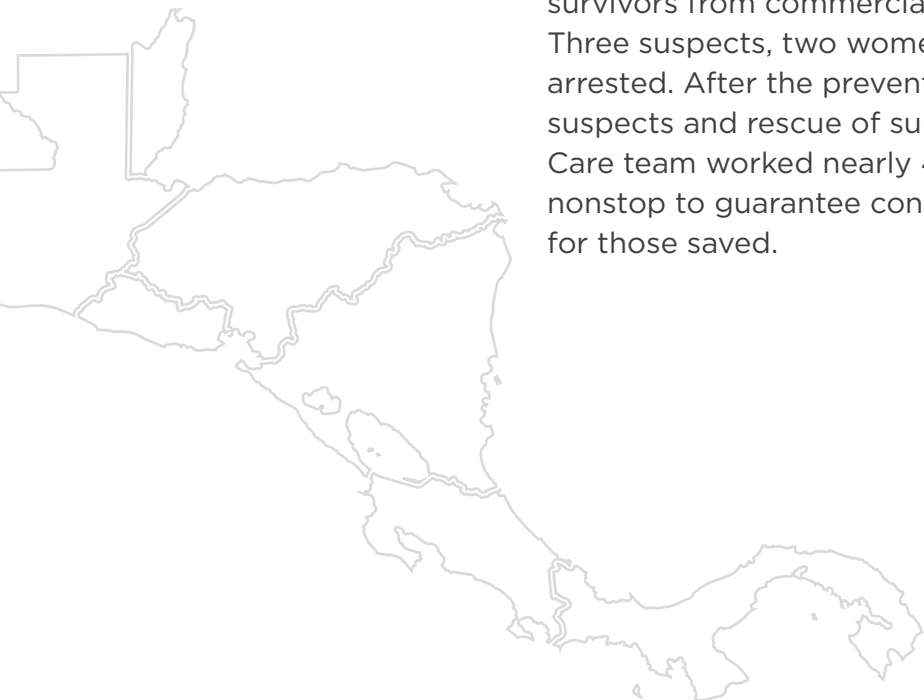 survivors from commercia
Three suspects, two wome
arrested. After the preven
suspects and rescue of su
Care team worked nearly
nonstop to guarantee con
for those saved.